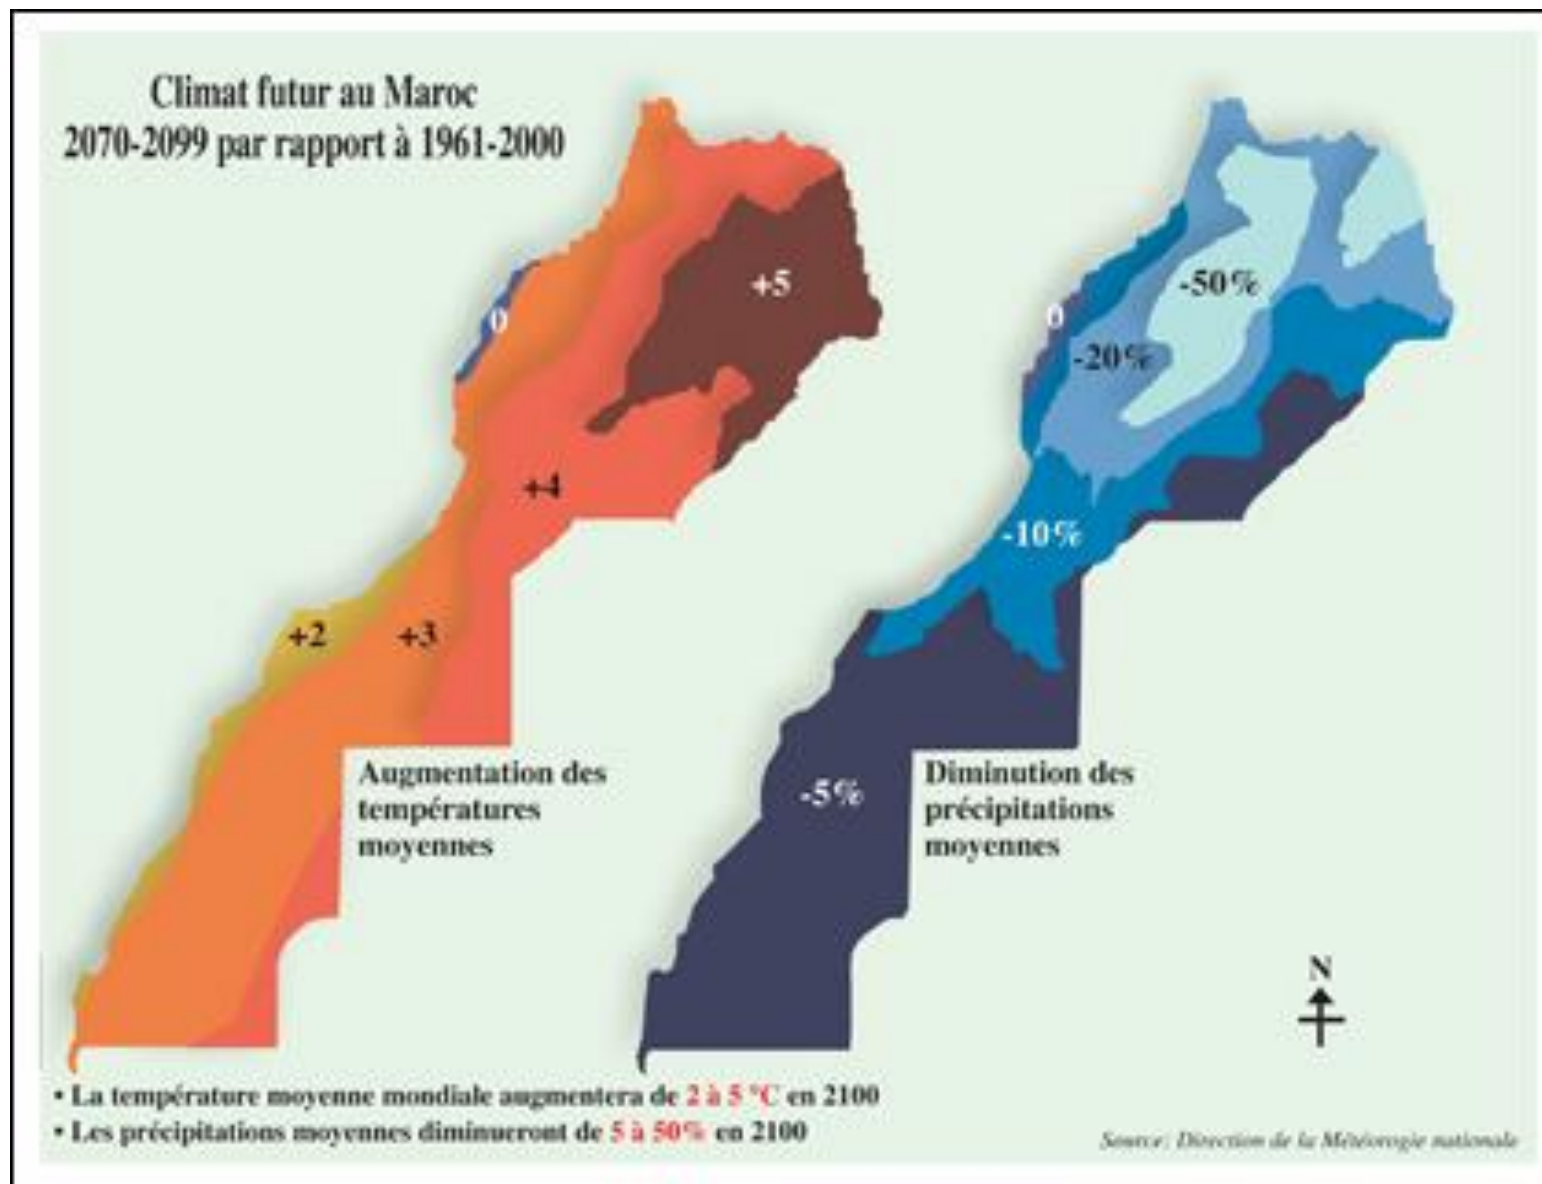 Climat futur au Maroc
2070-2099 par rapport à 1961-2000
+5
0
+4
+2
+3
Augmentation des
températures
moyennes
-50%
0
-20%
-10%
-5%
Diminution des
précipitations
moyennes
N
• La température moyenne mondiale augmentera de 2 à 5 °C en 2100
• Les précipitations moyennes diminueront de 5 à 50% en 2100
Source: Direction de la Météorogie nationale